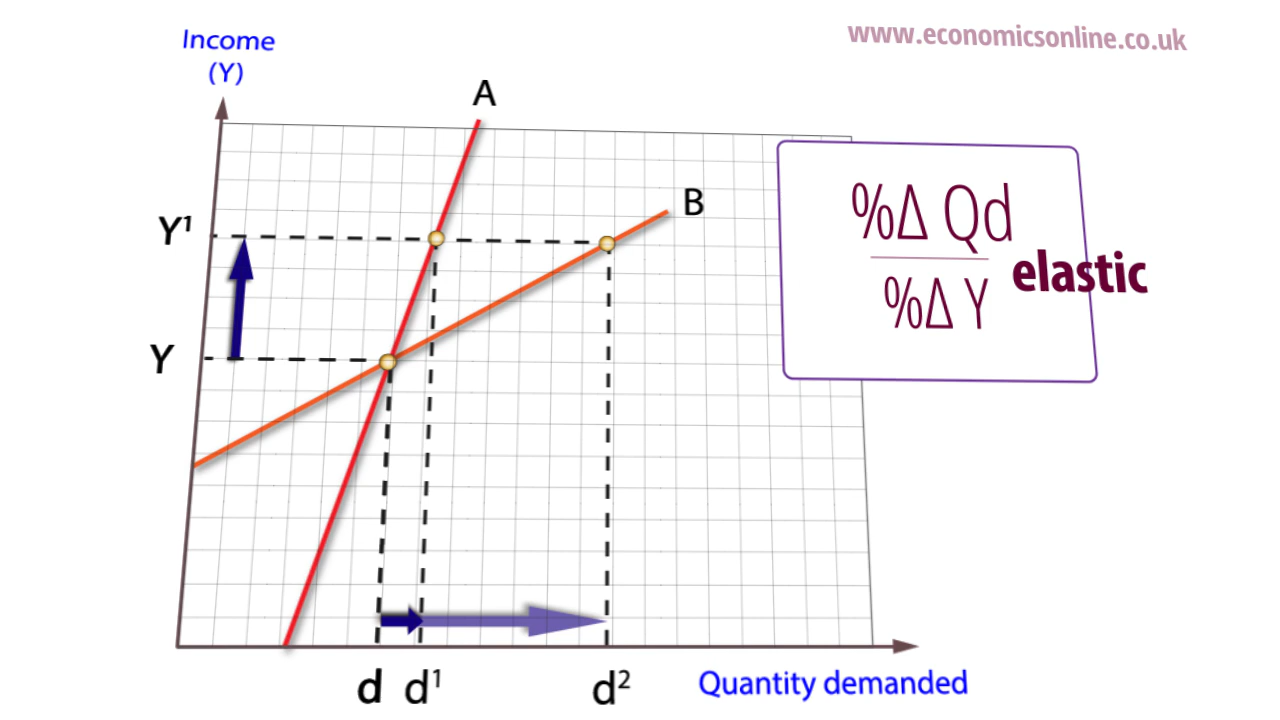 www.economicsonline.co.uk
Income
(Y)
A
B
Y¹
Y
%Δ Qd
%Δ Y
elastic
d d¹ d²
Quantity demanded